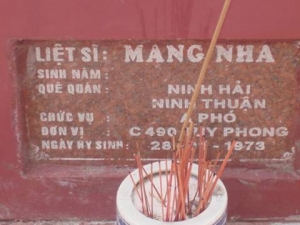 LIỆT SĨ: MANG NHA
SINH NĂM:
QUÊ QUÁN: NINH HẢI
NINH THUẬN
CHỨC VỤ: A PHÓ
ĐƠN VỊ: C 490 PHONG
NGÀY HY SINH: 1973